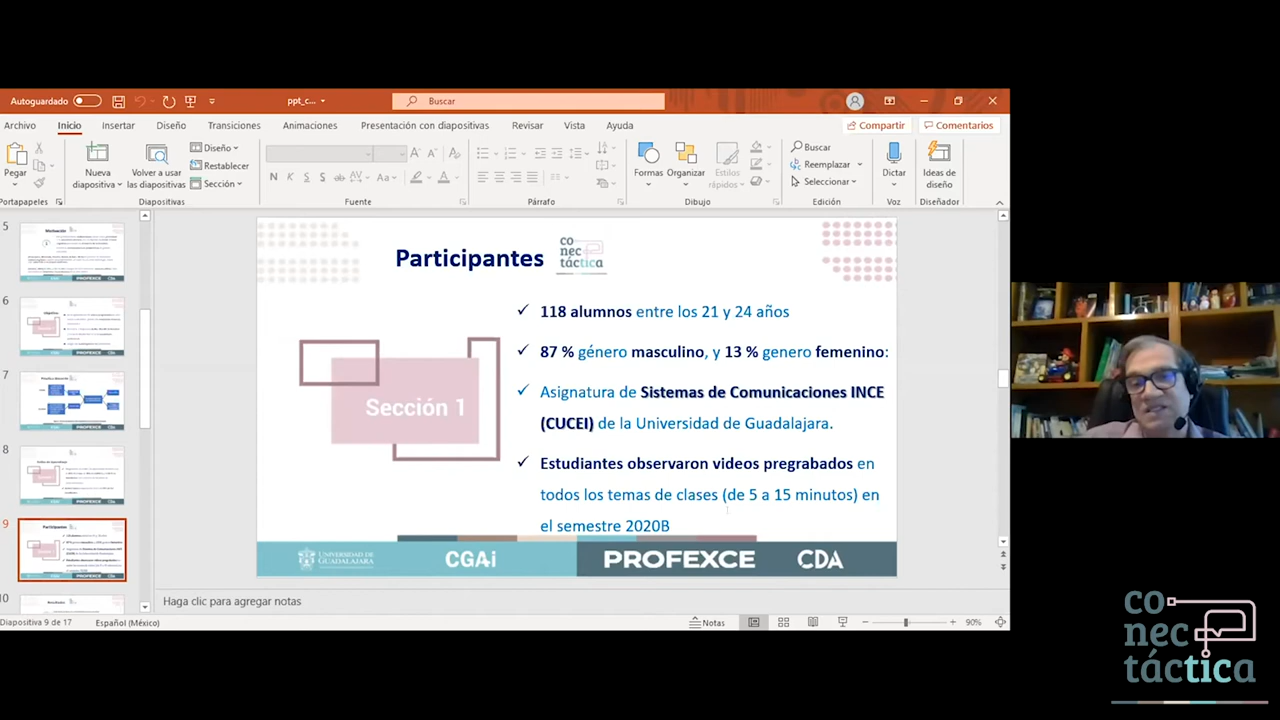 Autoguardado
ppt_c...
Buscar
Archivo Inicio Insertar Diseño Transiciones Animaciones Presentación con diapositivas Revisar Vista Ayuda Compartir Comentarios
Pegar
Nueva diapositiva
Volver a usar las diapositivas
Diseño
Restablecer
Sección
Formas
Organizar
Estilos rápidos
Buscar
Reemplazar
Seleccionar
Dictar
Ideas de diseño
Portapapeles Diapositivas Fuente Párrafo Dibujo Edición Voz Diseñador
5
6
7
8
9
10
Participantes
co
nec
táctica
118 alumnos entre los 21 y 24 años
87 % género masculino, y 13 % genero femenino:
Asignatura de Sistemas de Comunicaciones INCE
(CUCEI) de la Universidad de Guadalajara.
Estudiantes observaron videos pregrabados en
todos los temas de clases (de 5 a 15 minutos) en
el semestre 2020B
Sección 1
UNIVERSIDAD DE
GUADALAJARA
CGAi
PROFEXCE
CDA
Haga clic para agregar notas
Diapositiva 9 de 17 Español (México) Notas 90%
co
nec
táctica